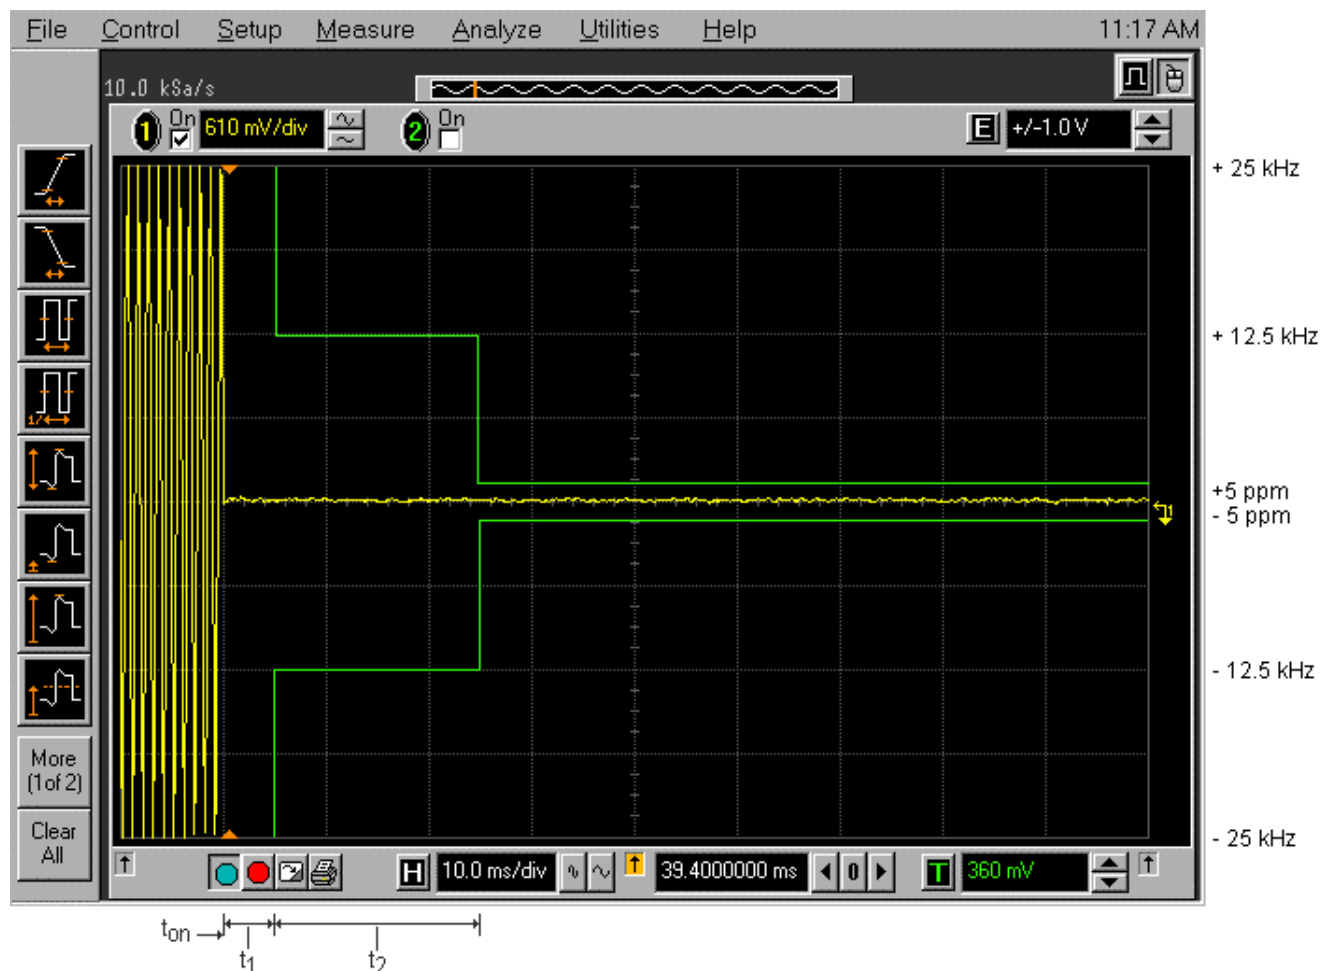 File Control Setup Measure Analyze Utilities Help 11:17 AM
10.0 kSa/s
1 On 610 mV/div 2 On E +/-1.0 V
+ 25 kHz
+ 12.5 kHz
1/
+5 ppm
- 5 ppm
1
- 12.5 kHz
More
(1of 2)
Clear
All
- 25 kHz
H 10.0 ms/div 39.4000000 ms 0 T 360 mV
ton
t1 t2